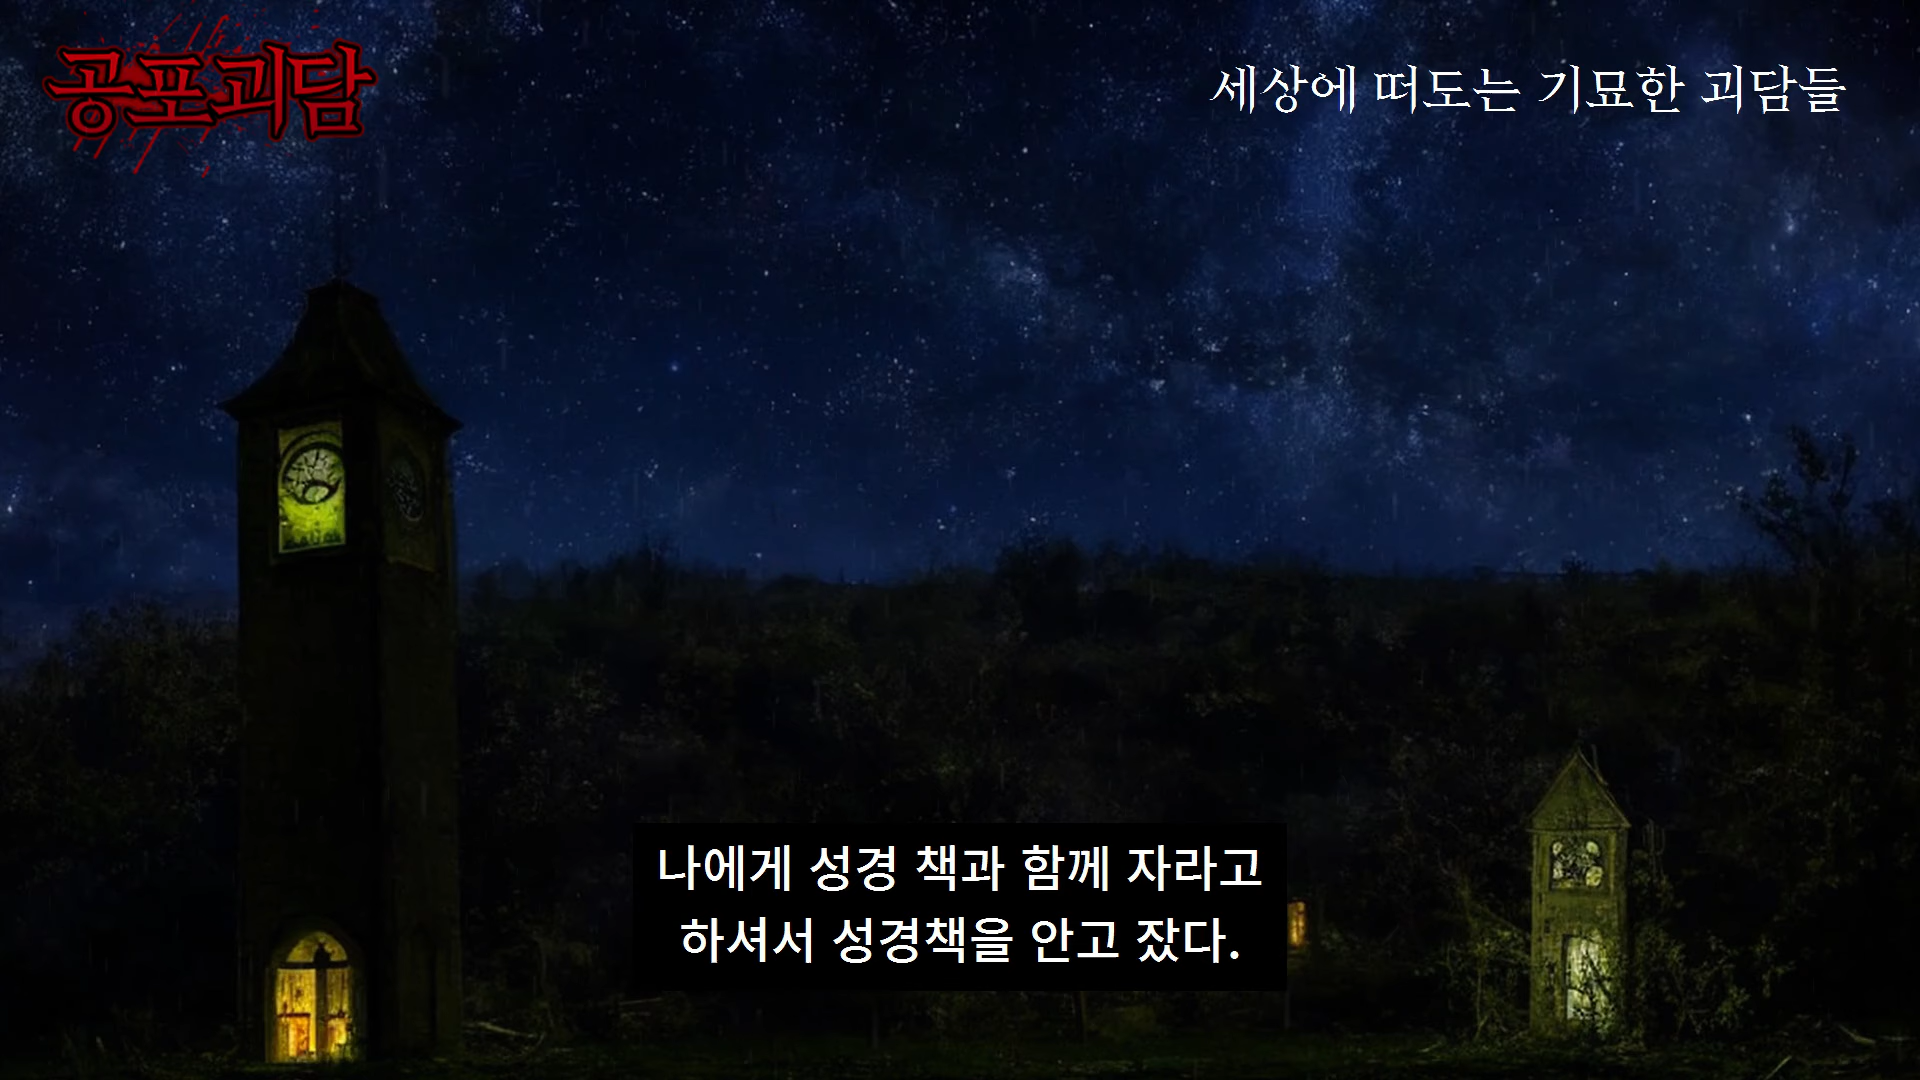 공포괴담
세상에 떠도는 기묘한 괴담들
나에게 성경 책과 함께 자라고
하셔서 성경책을 안고 잤다.